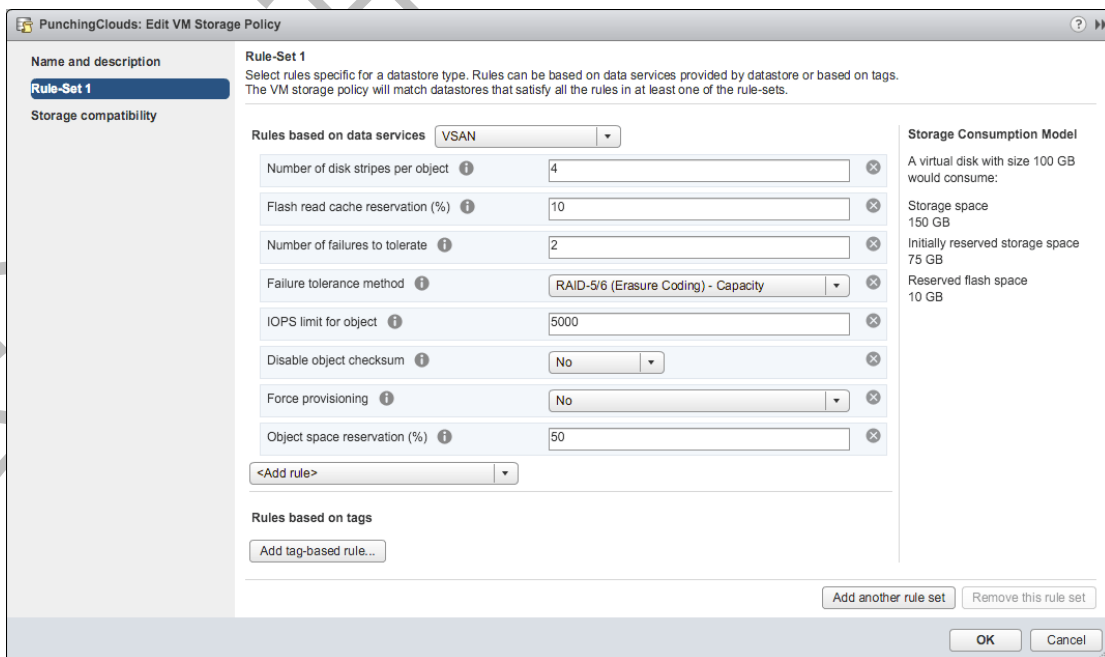 PunchingClouds: Edit VM Storage Policy
?
Name and description
Rule-Set 1
Storage compatibility
Rule-Set 1
Select rules specific for a datastore type. Rules can be based on data services provided by datastore or based on tags.
The VM storage policy will match datastores that satisfy all the rules in at least one of the rule-sets.
Rules based on data services VSAN
Number of disk stripes per object 4
Flash read cache reservation (%) 10
Number of failures to tolerate 2
Failure tolerance method RAID-5/6 (Erasure Coding) - Capacity
IOPS limit for object 5000
Disable object checksum No
Force provisioning No
Object space reservation (%) 50
<Add rule>
Rules based on tags
Add tag-based rule...
Storage Consumption Model
A virtual disk with size 100 GB
would consume:
Storage space
150 GB
Initially reserved storage space
75 GB
Reserved flash space
10 GB
Add another rule set Remove this rule set
OK Cancel